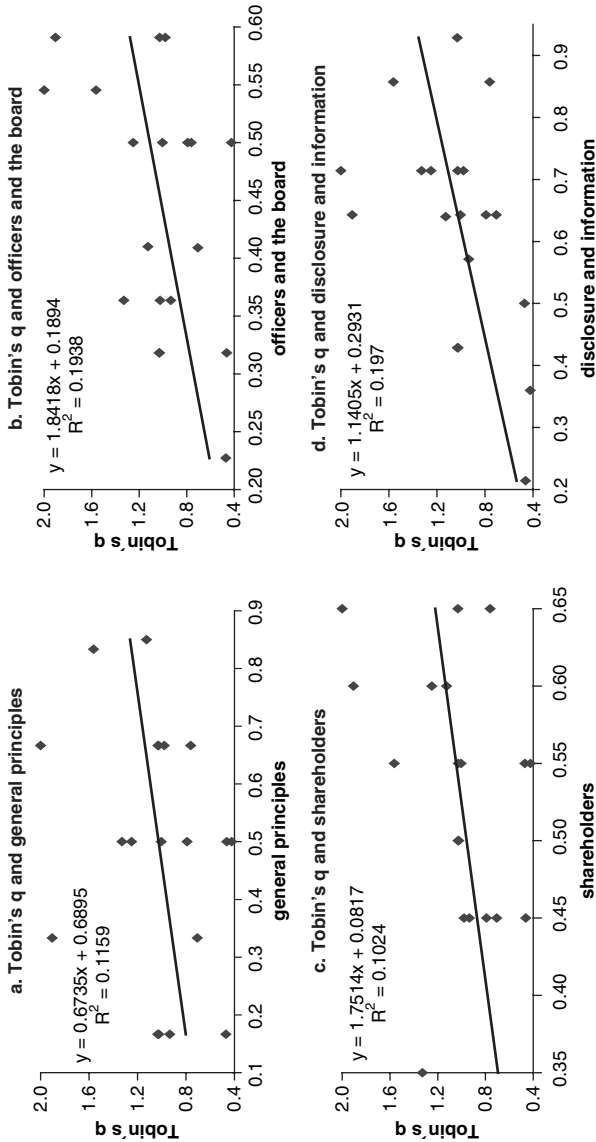 a. Tobin's q and general principles
y = 0.6735x + 0.6895
R² = 0.1159
Tobin's q
2.0
1.6
1.2
0.8
0.4
0.1 0.2 0.3 0.4 0.5 0.6 0.7 0.8 0.9
general principles
b. Tobin's q and officers and the board
y = 1.8418x + 0.1894
R² = 0.1938
Tobin's q
2.0
1.6
1.2
0.8
0.4
0.20 0.25 0.30 0.35 0.40 0.45 0.50 0.55 0.60
officers and the board
c. Tobin's q and shareholders
y = 1.7514x + 0.0817
R² = 0.1024
Tobin's q
2.0
1.6
1.2
0.8
0.4
0.35 0.40 0.45 0.50 0.55 0.60 0.65
shareholders
d. Tobin's q and disclosure and information
y = 1.1405x + 0.2931
R² = 0.197
Tobin's q
2.0
1.6
1.2
0.8
0.4
0.2 0.3 0.4 0.5 0.6 0.7 0.8 0.9
disclosure and information